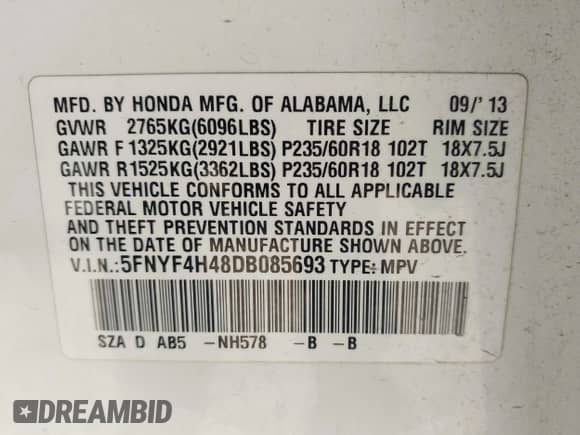 MFD. BY HONDA MFG. OF ALABAMA, LLC 09/'13
GVWR 2765KG(6096LBS) TIRE SIZE RIM SIZE
GAWR F 1325KG(2921LBS) P235/60R18 102T 18X7.5J
GAWR R 1525KG(3362LBS) P235/60R18 102T 18X7.5J
THIS VEHICLE CONFORMS TO ALL APPLICABLE
FEDERAL MOTOR VEHICLE SAFETY
AND THEFT PREVENTION STANDARDS IN EFFECT
ON THE DATE OF MANUFACTURE SHOWN ABOVE.
V.I.N.:5FNYF4H48DB085693 TYPE: MPV
SZA D AB5 -NH578 -B -B
DREAMBID